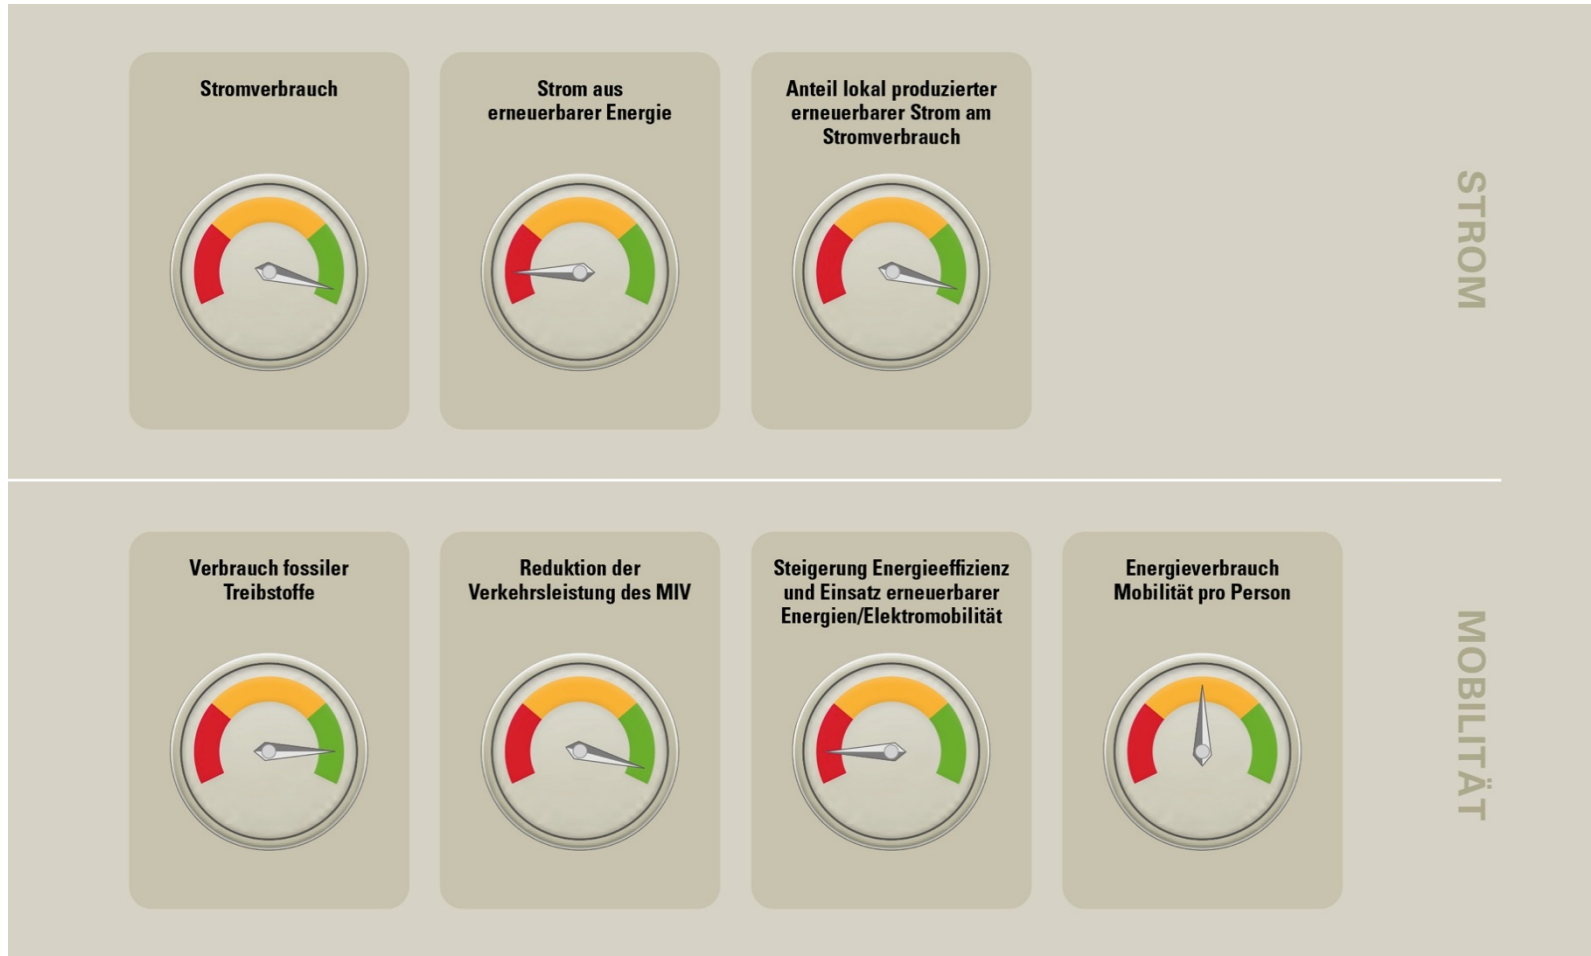 Stromverbrauch
Strom aus
erneuerbarer Energie
Anteil lokal produzierter
erneuerbarer Strom am
Stromverbrauch
STROM
Verbrauch fossiler
Treibstoffe
Reduktion der
Verkehrsleistung des MIV
Steigerung Energieeffizienz
und Einsatz erneuerbarer
Energien/Elektromobilität
Energieverbrauch
Mobilität pro Person
MOBILITÄT